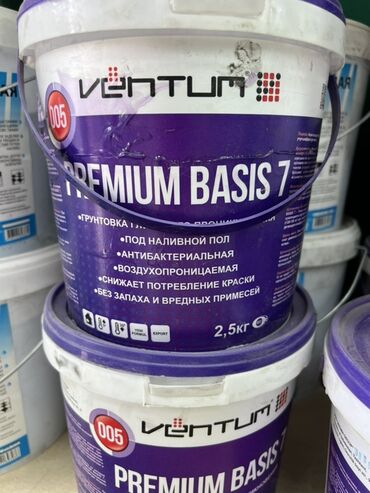 VENTUM
005
PREMIUM BASIS 7
•ГРУНТОВКА
•ПОД НАЛИВНОЙ ПОЛ
•АНТИБАКТЕРИАЛЬНАЯ
•ВОЗДУХОПРОНИЦАЕМАЯ
•СНИЖАЕТ ПОТРЕБЛЕНИЕ КРАСКИ
•БЕЗ ЗАПАХА И ВРЕДНЫХ ПРИМЕСЕЙ
EXPORT
2,5кг
VENTUM
005
PREMIUM BASIS 7